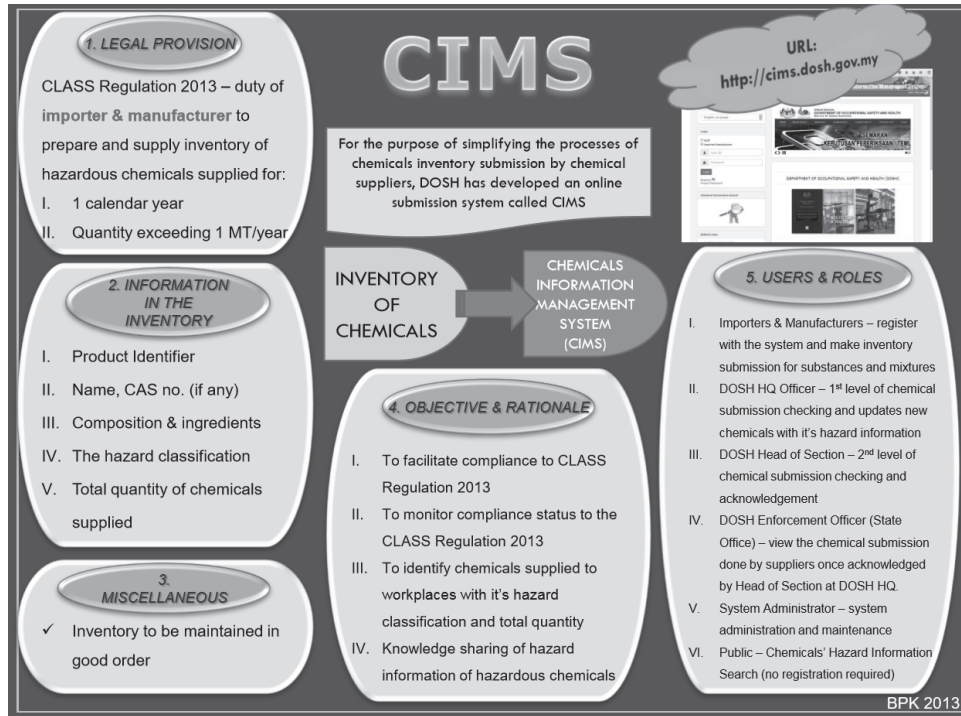 1. LEGAL PROVISION
CLASS Regulation 2013 – duty of
importer & manufacturer to
prepare and supply inventory of
hazardous chemicals supplied for:
I. 1 calendar year
II. Quantity exceeding 1 MT/year
2. INFORMATION
IN THE
INVENTORY
I. Product Identifier
II. Name, CAS no. (if any)
III. Composition & ingredients
IV. The hazard classification
V. Total quantity of chemicals
supplied
3.
MISCELLANEOUS
✓ Inventory to be maintained in
good order
CIMS
For the purpose of simplifying the processes of
chemicals inventory submission by chemical
suppliers, DOSH has developed an online
submission system called CIMS
INVENTORY
OF
CHEMICALS
CHEMICALS
INFORMATION
MANAGEMENT
SYSTEM
(CIMS)
4. OBJECTIVE & RATIONALE
I. To facilitate compliance to CLASS
Regulation 2013
II. To monitor compliance status to the
CLASS Regulation 2013
III. To identify chemicals supplied to
workplaces with it's hazard
classification and total quantity
IV. Knowledge sharing of hazard
information of hazardous chemicals
URL:
http://cims.dosh.gov.my
DEPARTMENT OF OCCUPATIONAL SAFETY AND HEALTH
SEMAKAN
KEPUTUSAN PEPERIKSAAN
DEPARTMENT OF OCCUPATIONAL SAFETY AND HEALTH (DOSH)
5. USERS & ROLES
I. Importers & Manufacturers – register
with the system and make inventory
submission for substances and mixtures
II. DOSH HQ Officer – 1st level of chemical
submission checking and updates new
chemicals with it's hazard information
III. DOSH Head of Section – 2nd level of
chemical submission checking and
acknowledgement
IV. DOSH Enforcement Officer (State
Office) – view the chemical submission
done by suppliers once acknowledged
by Head of Section at DOSH HQ.
V. System Administrator – system
administration and maintenance
VI. Public – Chemicals' Hazard Information
Search (no registration required)
BPK 2013